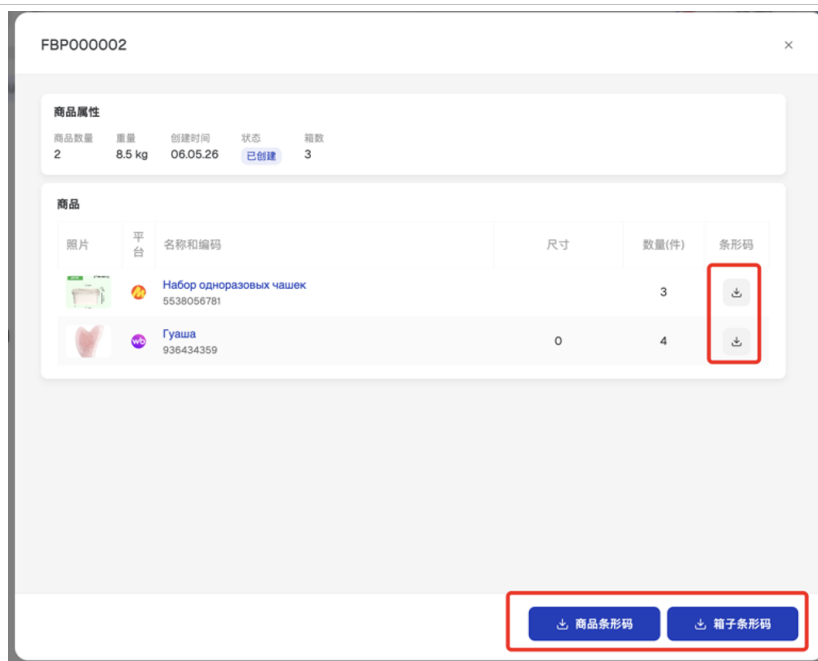 FBP000002
商品属性
商品数量 重量 创建时间 状态 箱数
2 8.5 kg 06.05.26 已创建 3
商品
照片 平台 名称和编码 尺寸 数量(件) 条形码
Набор одноразовых чашек 3
5538056781
wb Гуаша 0 4
936434359
商品条形码 箱子条形码